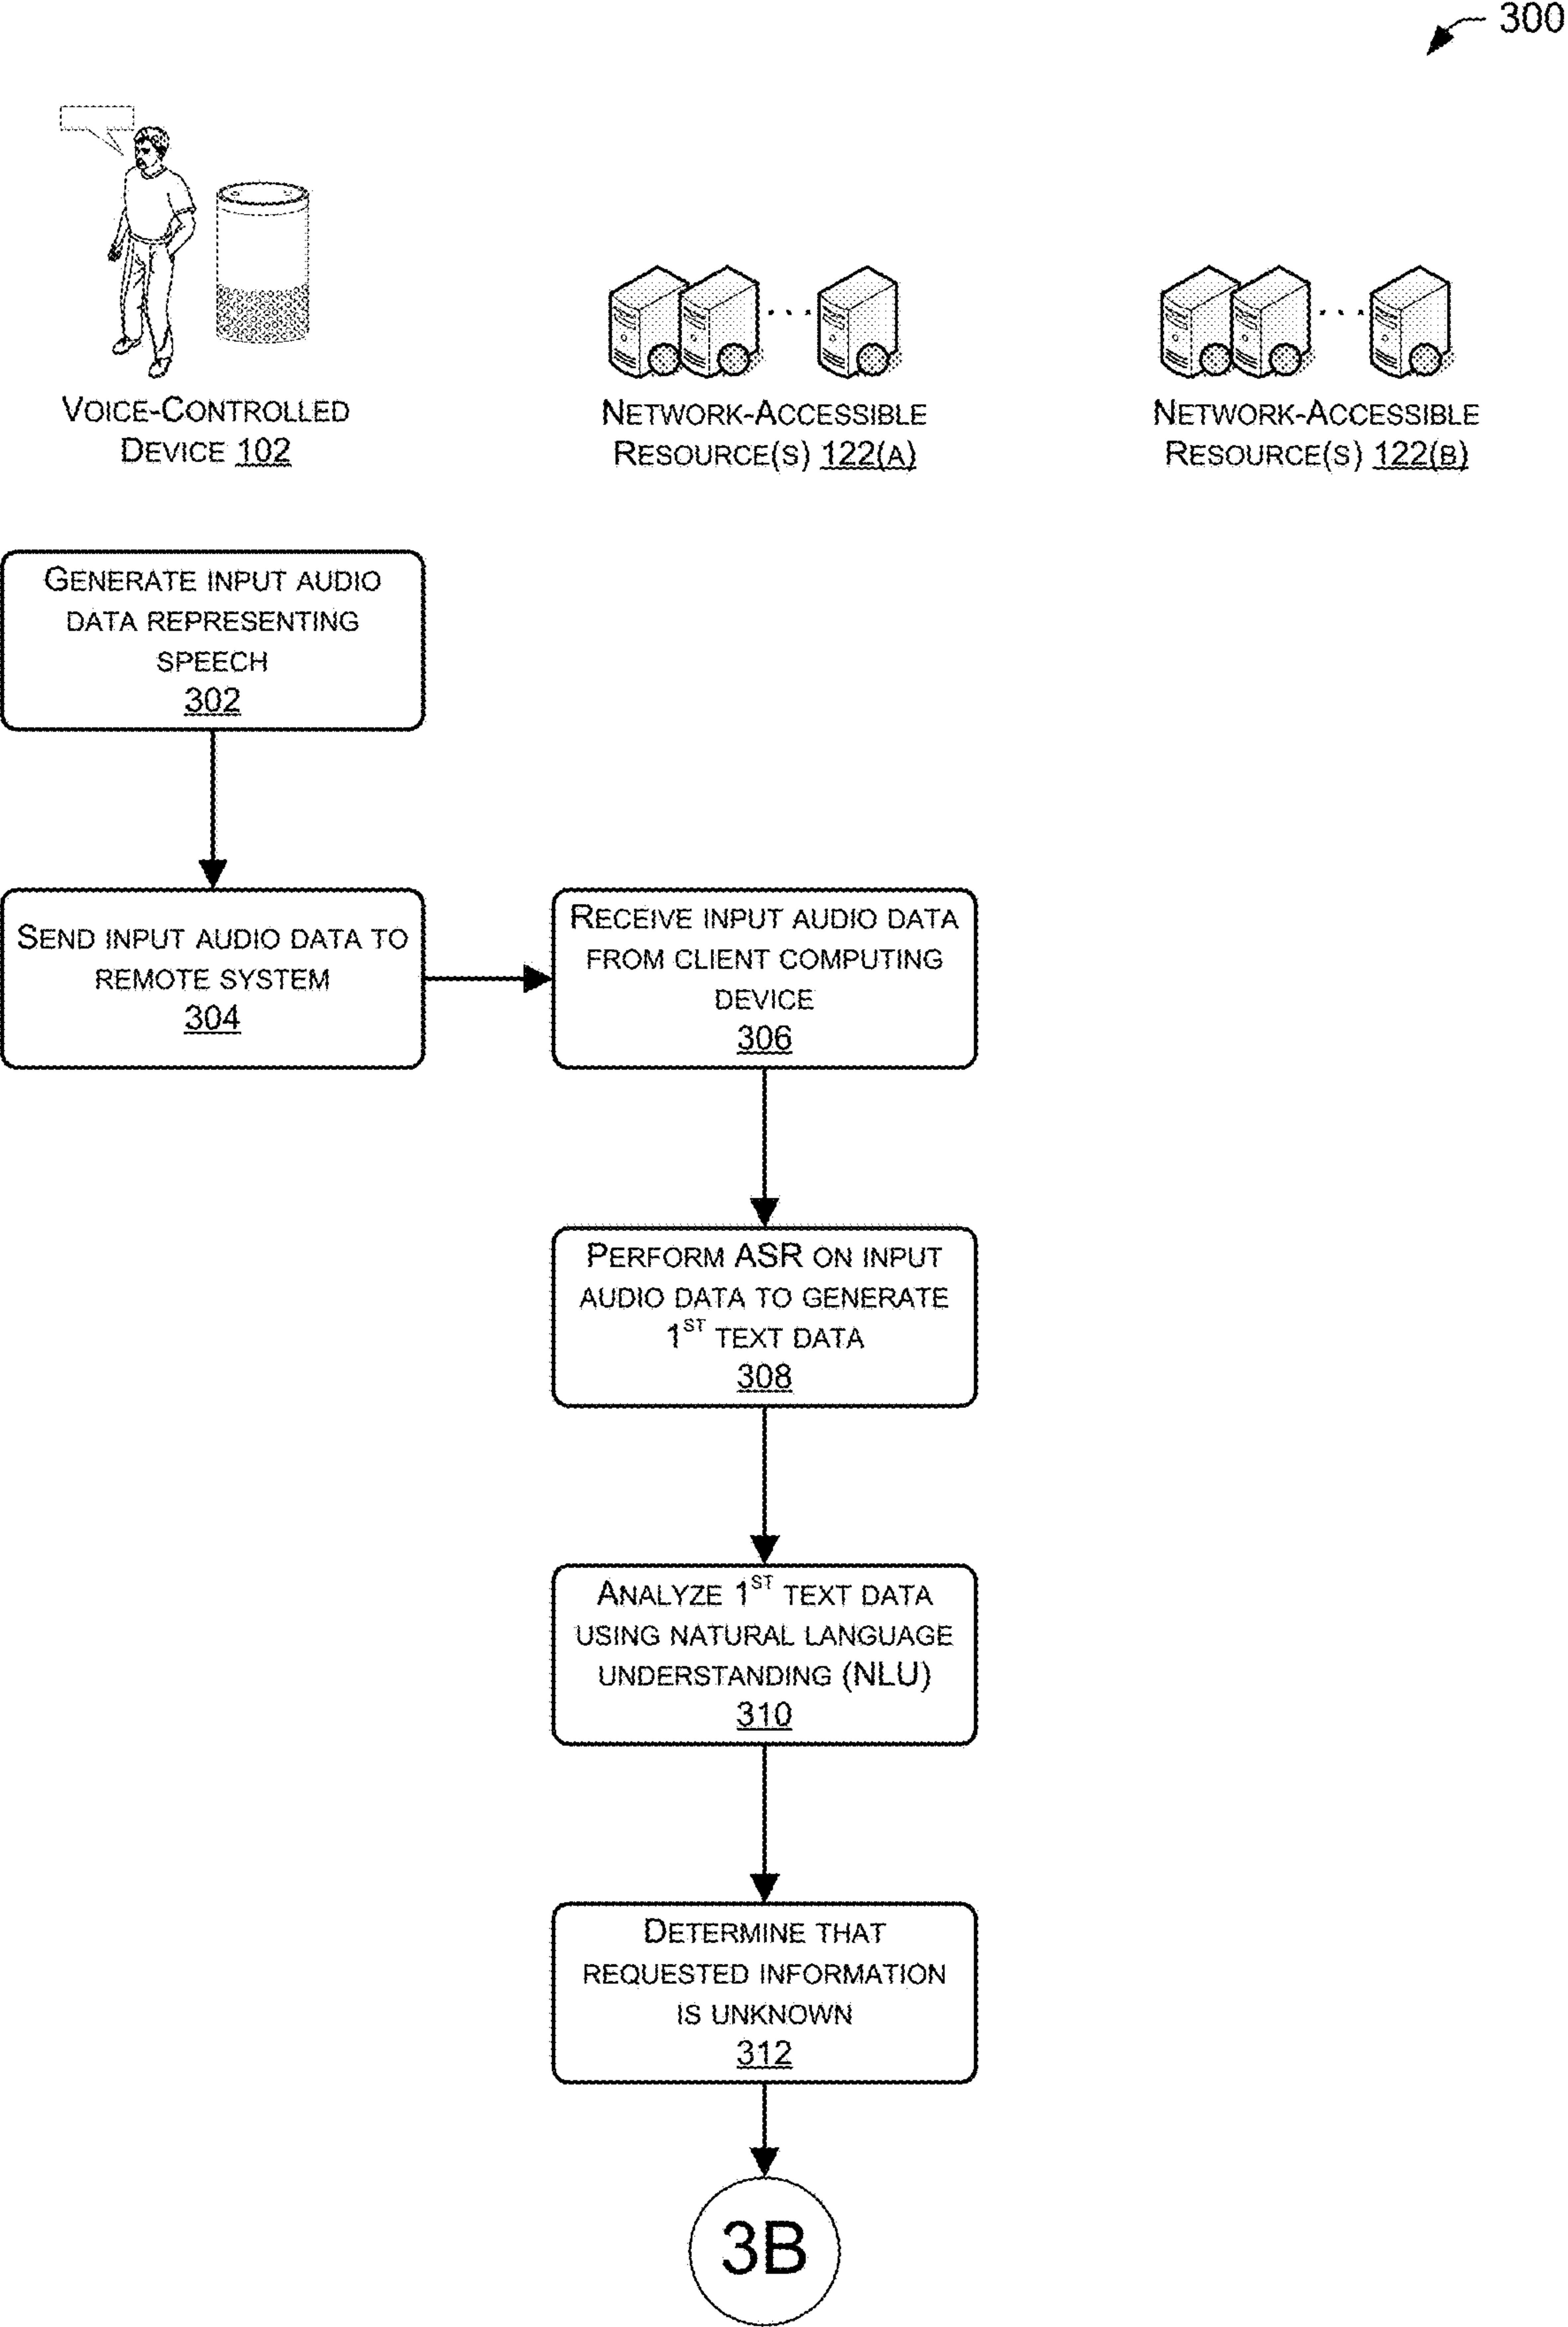 300
VOICE-CONTROLLED
DEVICE 102
NETWORK-ACCESSIBLE
RESOURCE(S) 122(A)
NETWORK-ACCESSIBLE
RESOURCE(S) 122(B)
GENERATE INPUT AUDIO
DATA REPRESENTING
SPEECH
302
SEND INPUT AUDIO DATA TO
REMOTE SYSTEM
304
RECEIVE INPUT AUDIO DATA
FROM CLIENT COMPUTING
DEVICE
306
PERFORM ASR ON INPUT
AUDIO DATA TO GENERATE
1ST TEXT DATA
308
ANALYZE 1ST TEXT DATA
USING NATURAL LANGUAGE
UNDERSTANDING (NLU)
310
DETERMINE THAT
REQUESTED INFORMATION
IS UNKNOWN
312
3B